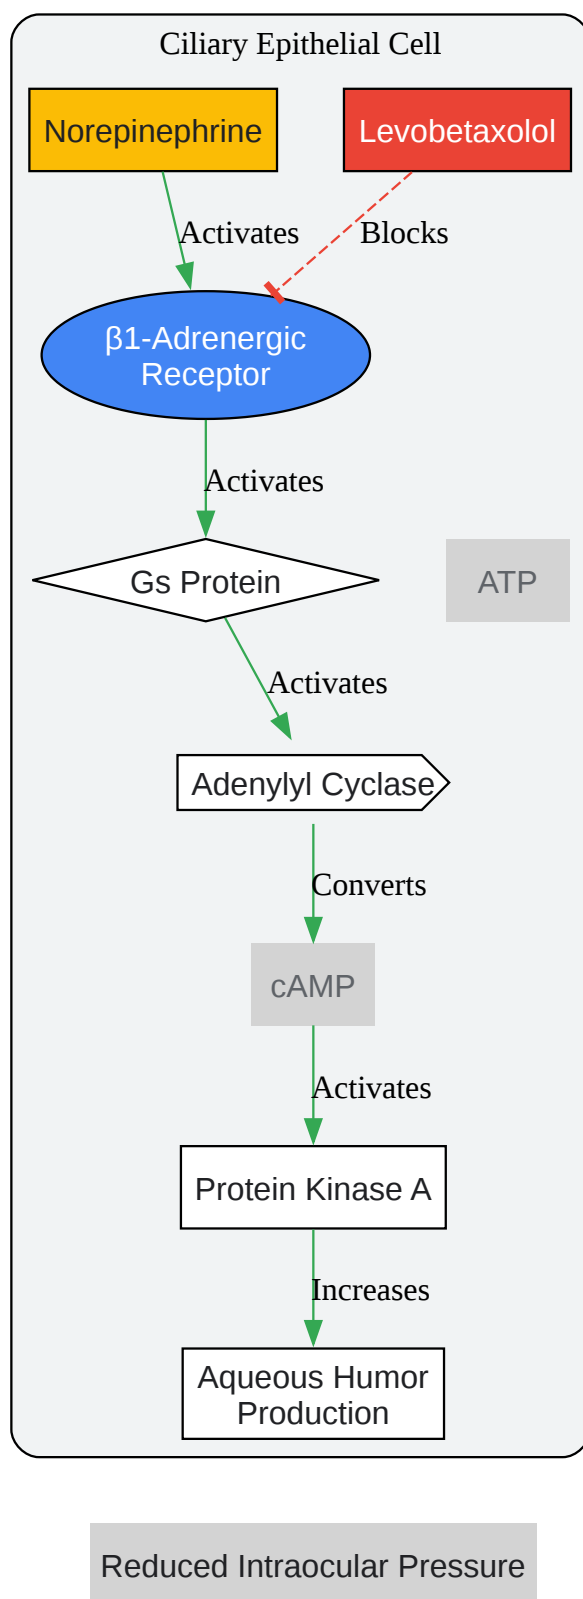 Ciliary Epithelial Cell
Norepinephrine
Levobetaxolol
Activates
Blocks
β1-Adrenergic
Receptor
Activates
Gs Protein
ATP
Activates
Adenylyl Cyclase
Converts
cAMP
Activates
Protein Kinase A
Increases
Aqueous Humor
Production
Reduced Intraocular Pressure